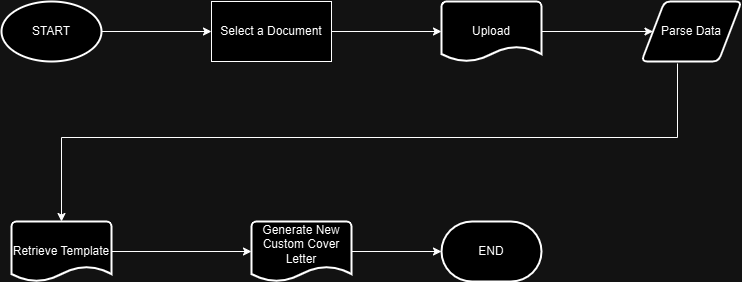 START
Select a Document
Upload
Parse Data
Retrieve Template
Generate New
Custom Cover
Letter
END